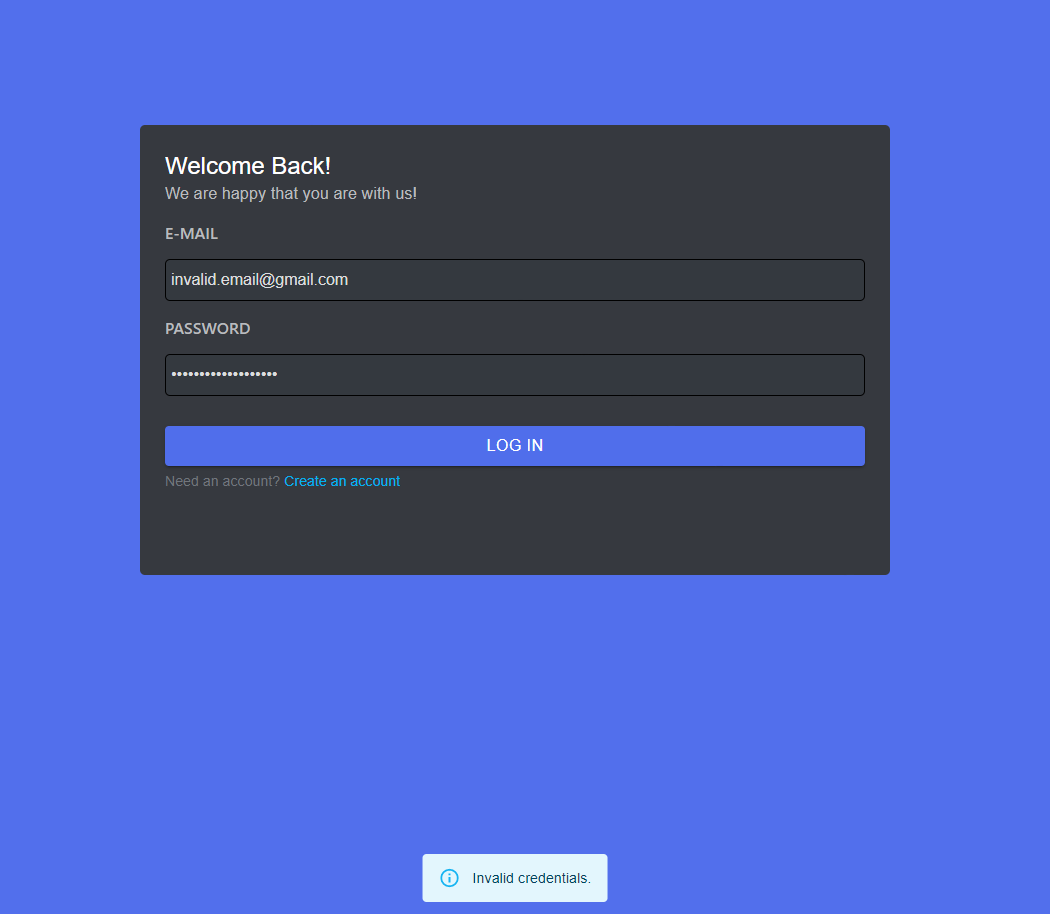 Welcome Back!
We are happy that you are with us!
E-MAIL
invalid.email@gmail.com
PASSWORD
•••••••••••••••••••
LOG IN
Need an account? Create an account
Invalid credentials.